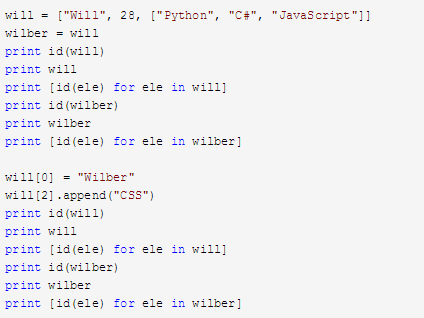 will = ["Will", 28, ["Python", "C#", "JavaScript"]]
wilber = will
print id(will)
print will
print [id(ele) for ele in will]
print id(wilber)
print wilber
print [id(ele) for ele in wilber]

will[0] = "Wilber"
will[2].append("CSS")
print id(will)
print will
print [id(ele) for ele in will]
print id(wilber)
print wilber
print [id(ele) for ele in wilber]